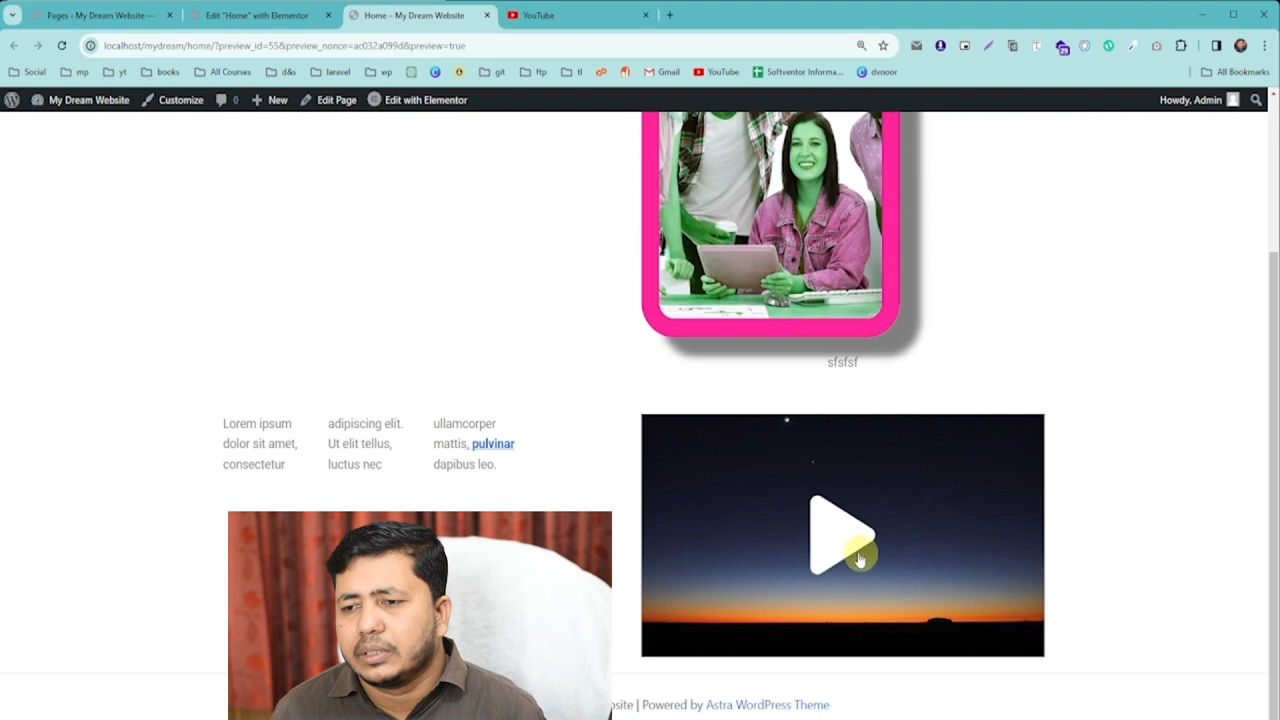 Pages ‹ My Dream Website —
Edit "Home" with Elementor
Home – My Dream Website
YouTube
localhost/mydream/home/?preview_id=55&preview_nonce=ac032a099d&preview=true
Social
mp
yt
books
All Courses
d&s
laravel
wp
git
ftp
tl
Gmail
YouTube
Softventor Informa...
dvnoor
All Bookmarks
My Dream Website
Customize
0
New
Edit Page
Edit with Elementor
Howdy, Admin
sfsfsf
Lorem ipsum
dolor sit amet,
consectetur
adipiscing elit.
Ut elit tellus,
luctus nec
ullamcorper
mattis, pulvinar
dapibus leo.
site | Powered by Astra WordPress Theme